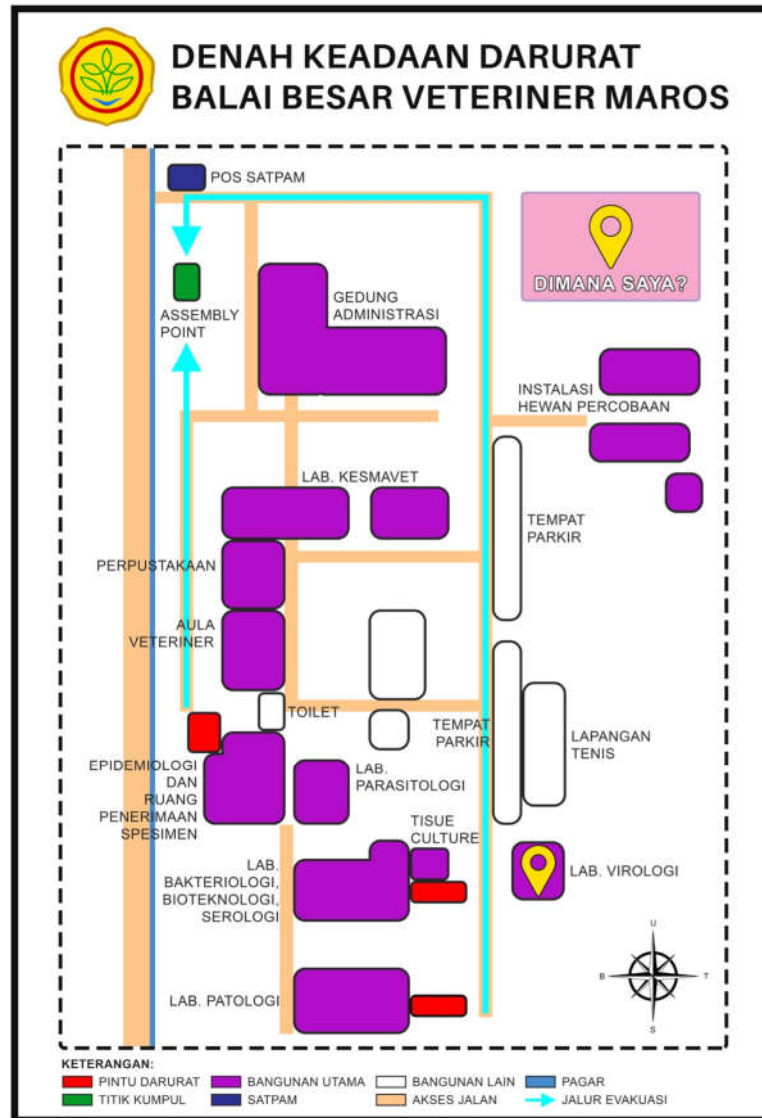 DENAH KEADAAN DARURAT
BALAI BESAR VETERINER MAROS
POS SATPAM
DIMANA SAYA?
ASSEMBLY
POINT
GEDUNG
ADMINISTRASI
INSTALASI
HEWAN PERCOBAAN
LAB. KESMAVET
TEMPAT
PARKIR
PERPUSTAKAAN
AULA
VETERINER
TOILET
TEMPAT
PARKIR
LAPANGAN
TENIS
EPIDEMIOLOGI
DAN
RUANG
PENERIMAAN
SPESIMEN
LAB.
PARASITOLOGI
TISUE
CULTURE
LAB.
BAKTERIOLOGI,
BIOTEKNOLOGI,
SEROLOGI
LAB. VIROLOGI
LAB. PATOLOGI
U
B
T
S
KETERANGAN:
PINTU DARURAT
BANGUNAN UTAMA
BANGUNAN LAIN
PAGAR
TITIK KUMPUL
SATPAM
AKSES JALAN
JALUR EVAKUASI